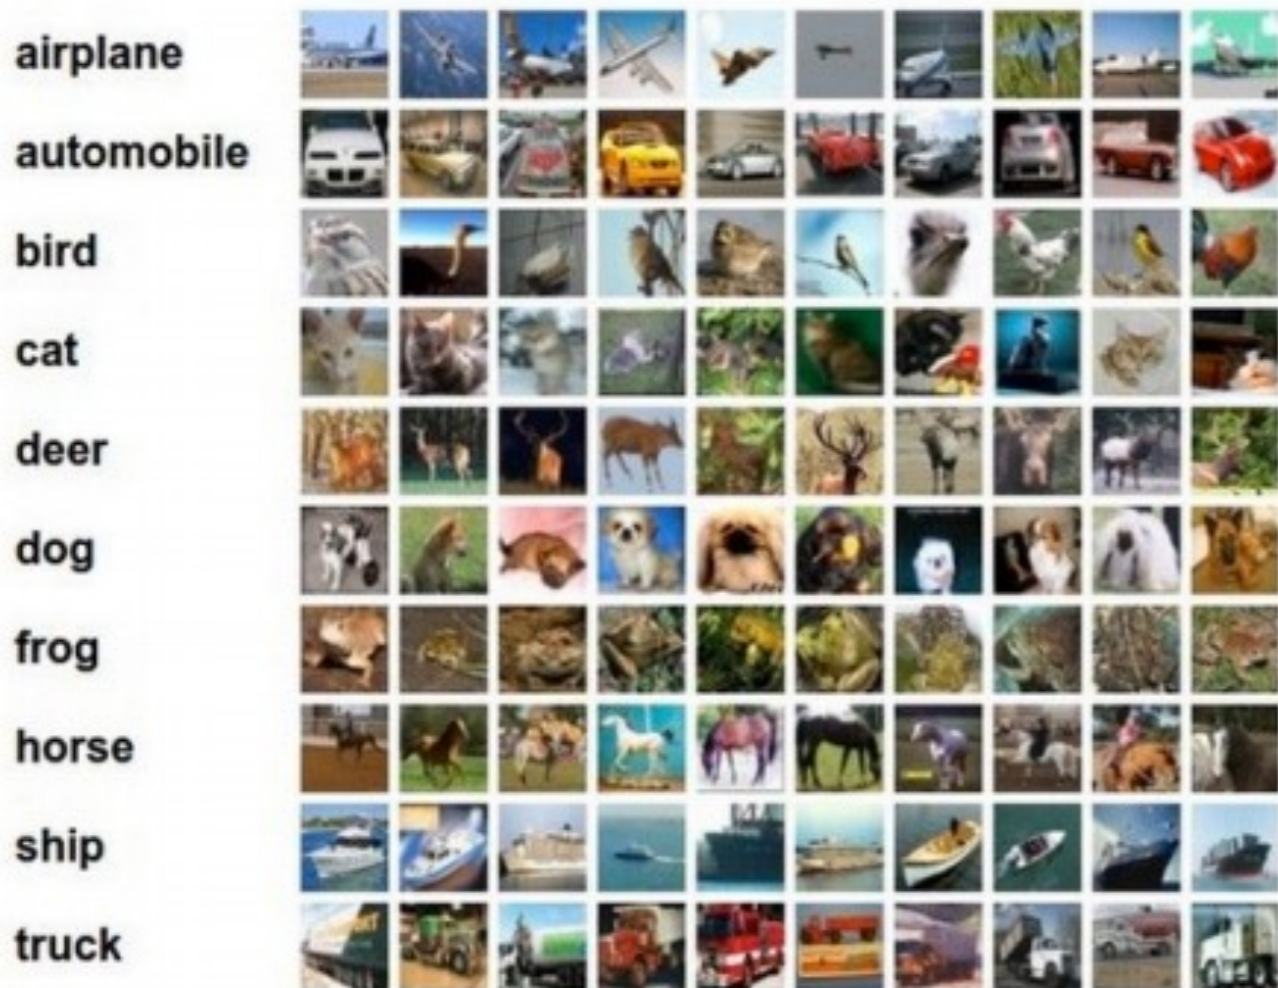 airplane
automobile
bird
cat
deer
dog
frog
horse
ship
truck